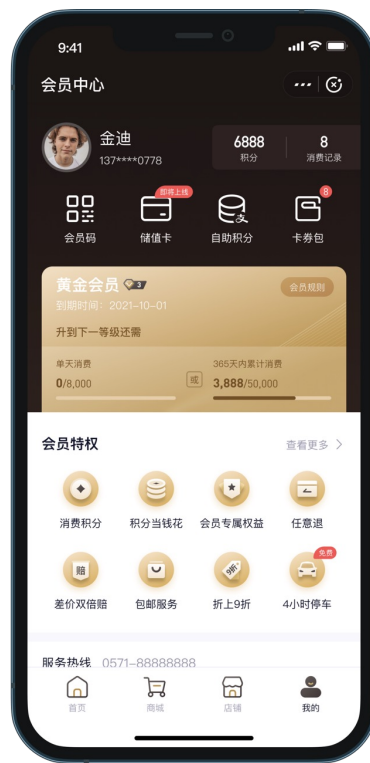 9:41
会员中心
金迪
137****0778
6888
积分
8
消费记录
即将上线
8
会员码
储值卡
自助积分
卡券包
黄金会员 3
会员规则
到期时间：2021-10-01
升到下一等级还需
单天消费
0/8,000
或
365天内累计消费
3,888/50,000
会员特权
查看更多
消费积分
积分当钱花
会员专属权益
任意退
赔
9折
免费
差价双倍赔
包邮服务
折上9折
4小时停车
服务热线 0571-88888888
首页
商城
店铺
我的